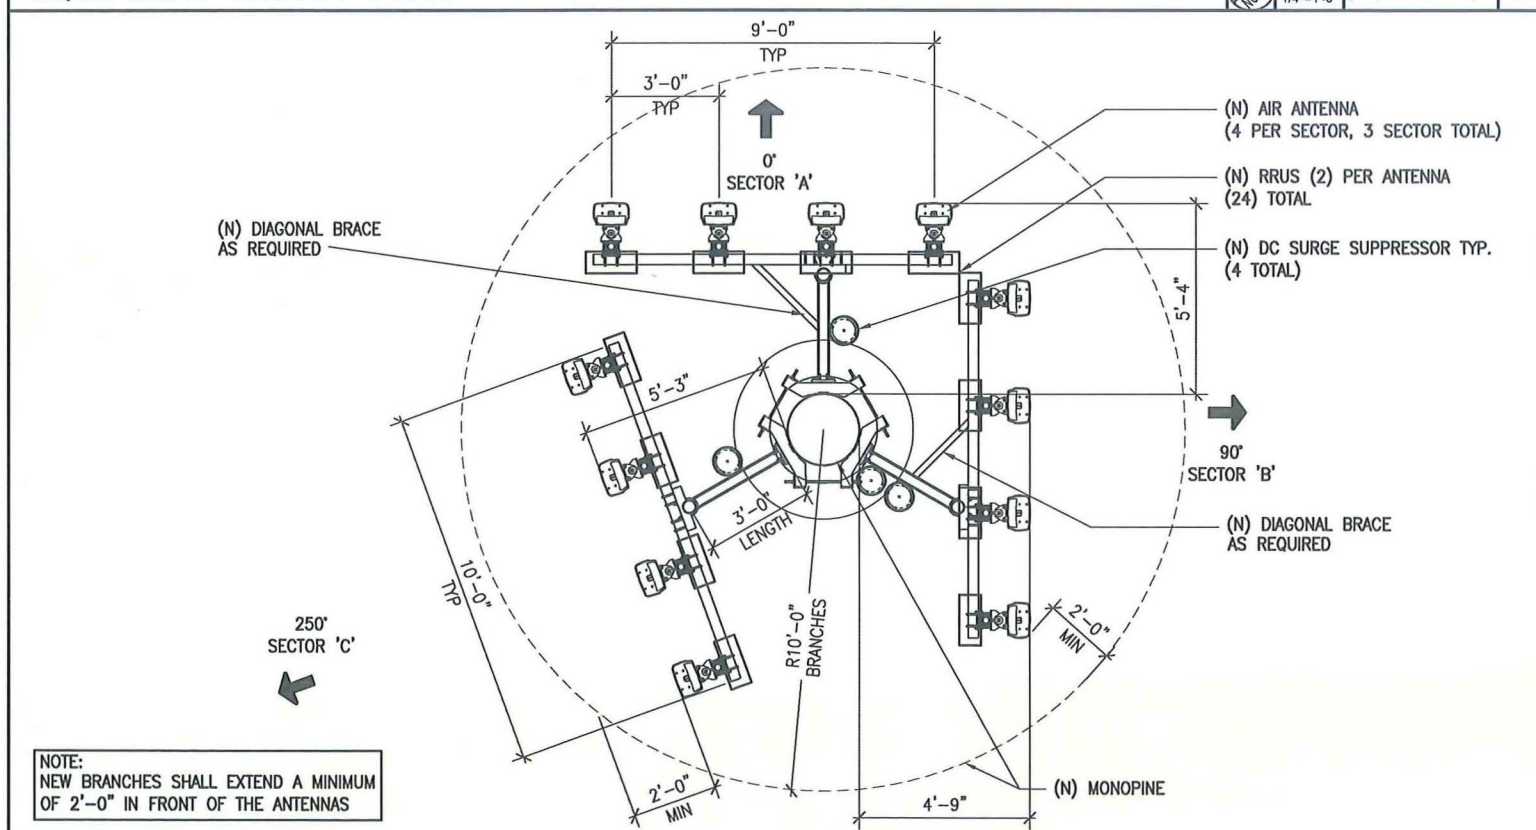 9'-0"
TYP
3'-0"
TYP
0°
SECTOR 'A'
(N) AIR ANTENNA
(4 PER SECTOR, 3 SECTOR TOTAL)
(N) RRUS (2) PER ANTENNA
(24) TOTAL
(N) DC SURGE SUPPRESSOR TYP.
(4 TOTAL)
(N) DIAGONAL BRACE
AS REQUIRED
5'-4"
5'-3"
90°
SECTOR 'B'
3'-0"
LENGTH
(N) DIAGONAL BRACE
AS REQUIRED
10'-0"
TYP
R10'-0"
BRANCHES
2'-0"
MIN
250°
SECTOR 'C'
NOTE:
NEW BRANCHES SHALL EXTEND A MINIMUM
OF 2'-0" IN FRONT OF THE ANTENNAS
2'-0"
MIN
4'-9"
(N) MONOPINE